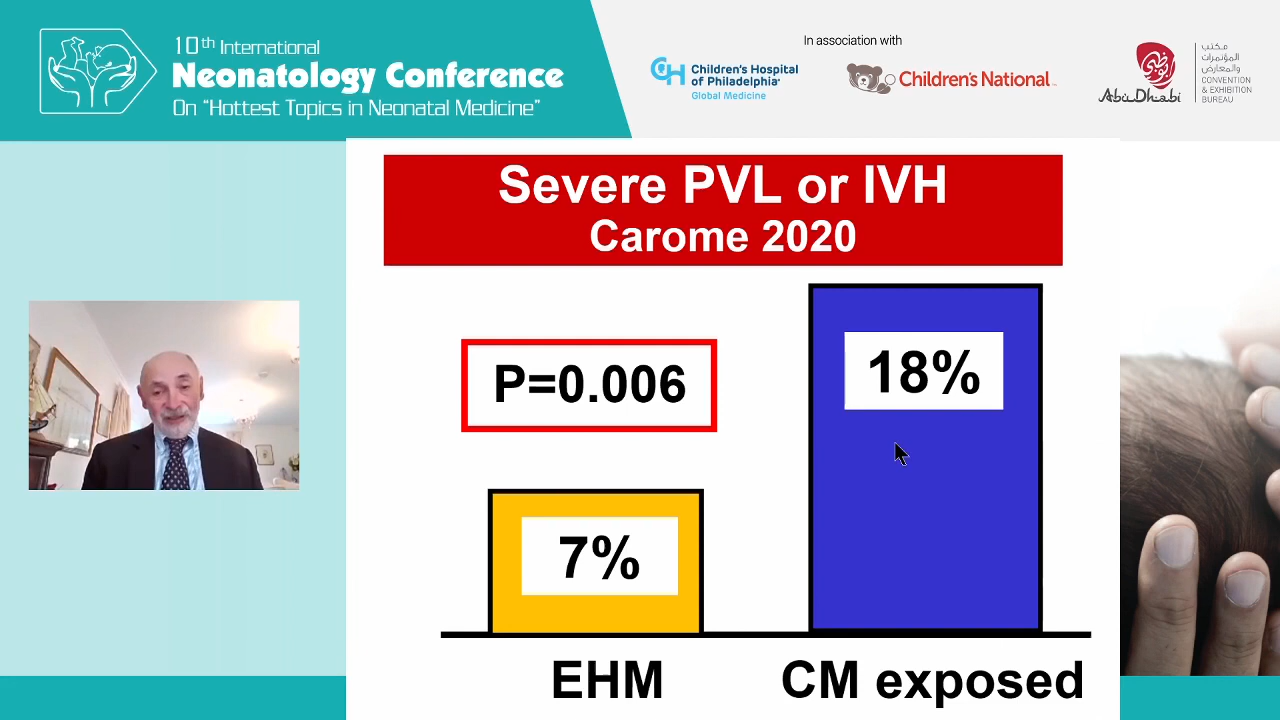 10th International
Neonatology Conference
On “Hottest Topics in Neonatal Medicine”
In association with
CH
Children's Hospital
of Philadelphia
Global Medicine
Children's National
أبوظبي
Abu Dhabi
مكتب
المؤتمرات
والمعارض
CONVENTION
& EXHIBITION
BUREAU
Severe PVL or IVH
Carome 2020
P=0.006
18%
7%
EHM
CM exposed